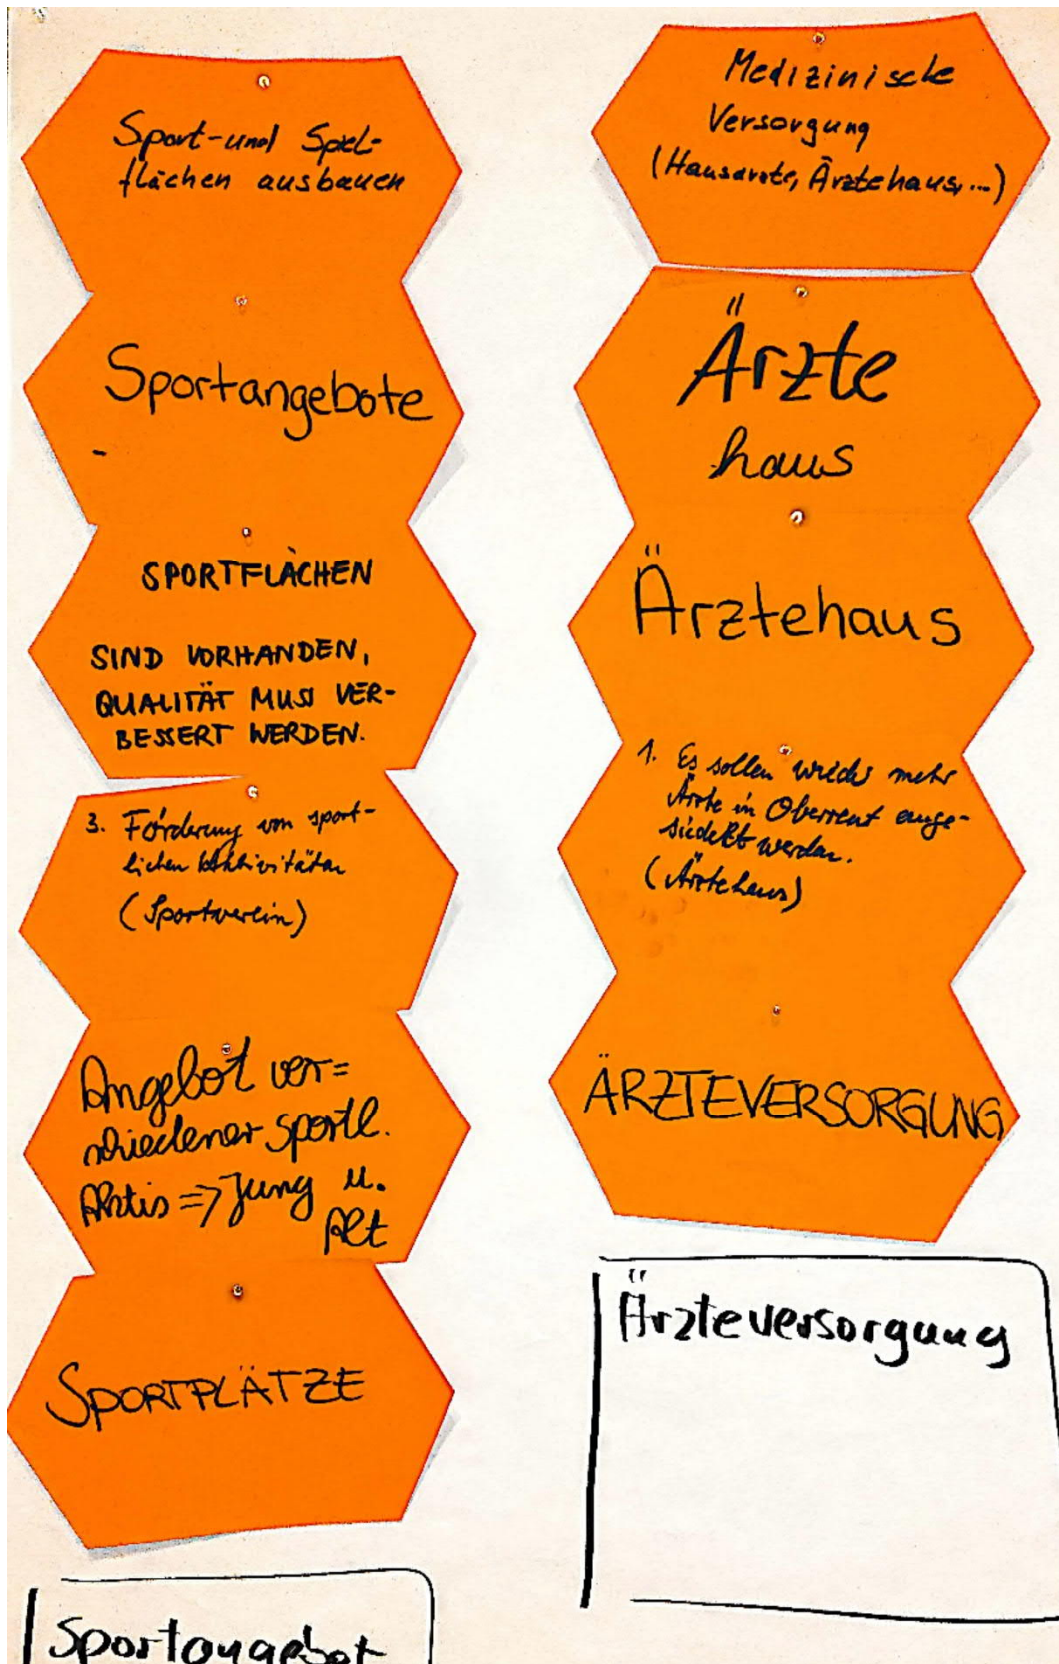 Sport- und Spiel-
flächen ausbauen
Sportangebote
-
SPORTFLÄCHEN
SIND VORHANDEN,
QUALITÄT MUSS VER-
BESSERT WERDEN.
3. Förderung von sport-
lichen Aktivitäten
(Sportverein)
Angebot ver=
schiedener sportl.
Aktis => Jung u.
Alt
SPORTPLÄTZE
Sportangebot
Medizinische
Versorgung
(Hausärzte, Ärztehaus, ...)
Ärzte
haus
Ärztehaus
1. Es sollen wieder mehr
Ärzte in Oberreut ange-
siedelt werden.
(Ärztehaus)
ÄRZTEVERSORGUNG
Ärzteversorgung